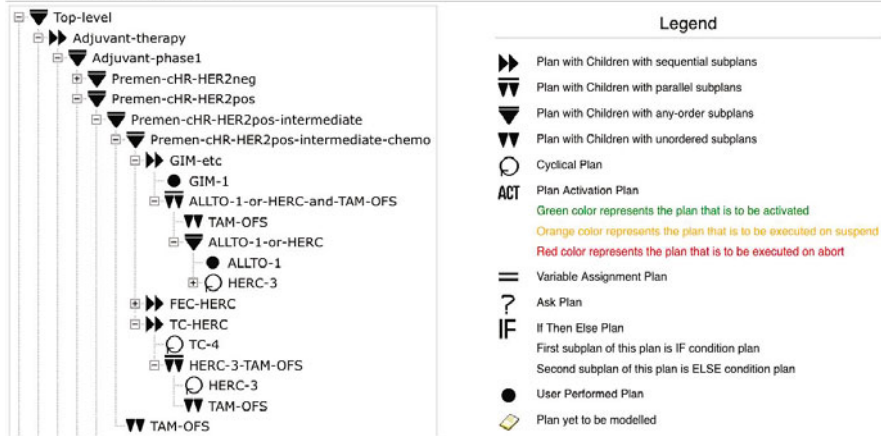 Top-level
Adjuvant-therapy
Adjuvant-phase1
Premen-cHR-HER2neg
Premen-cHR-HER2pos
Premen-cHR-HER2pos-intermediate
Premen-cHR-HER2pos-intermediate-chemo
GIM-etc
GIM-1
ALLTO-1-or-HERC-and-TAM-OFS
TAM-OFS
ALLTO-1-or-HERC
ALLTO-1
HERC-3
FEC-HERC
TC-HERC
TC-4
HERC-3-TAM-OFS
HERC-3
TAM-OFS
TAM-OFS
Legend
Plan with Children with sequential subplans
Plan with Children with parallel subplans
Plan with Children with any-order subplans
Plan with Children with unordered subplans
Cyclical Plan
ACT Plan Activation Plan
Green color represents the plan that is to be activated
Orange color represents the plan that is to be executed on suspend
Red color represents the plan that is to be executed on abort
Variable Assignment Plan
? Ask Plan
IF If Then Else Plan
First subplan of this plan is IF condition plan
Second subplan of this plan is ELSE condition plan
User Performed Plan
Plan yet to be modelled